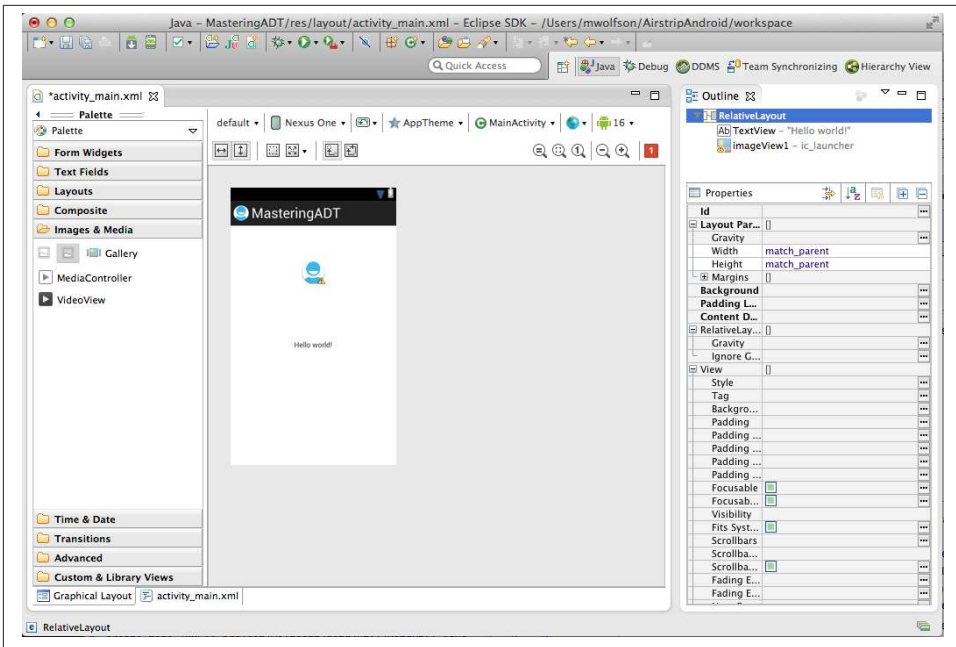 Java – MasteringADT/res/layout/activity_main.xml – Eclipse SDK – /Users/mwolfson/AirstripAndroid/workspace
Quick Access
Java
Debug
DDMS
Team Synchronizing
Hierarchy View
*activity_main.xml
Palette
Palette
Form Widgets
Text Fields
Layouts
Composite
Images & Media
Gallery
MediaController
VideoView
Time & Date
Transitions
Advanced
Custom & Library Views
default
Nexus One
AppTheme
MainActivity
16
1
MasteringADT
Hello world!
Graphical Layout
activity_main.xml
Outline
RelativeLayout
Ab TextView – "Hello world!"
imageView1 – ic_launcher
Properties
Id
Layout Par... []
Gravity
Width match_parent
Height match_parent
Margins []
Background
Padding L...
Content D...
RelativeLay... []
Gravity
Ignore G...
View []
Style
Tag
Backgro...
Padding
Padding ...
Padding ...
Padding ...
Padding ...
Focusable
Focusab...
Visibility
Fits Syst...
Scrollbars
Scrollba...
Scrollba...
Fading E...
Fading E...
RelativeLayout